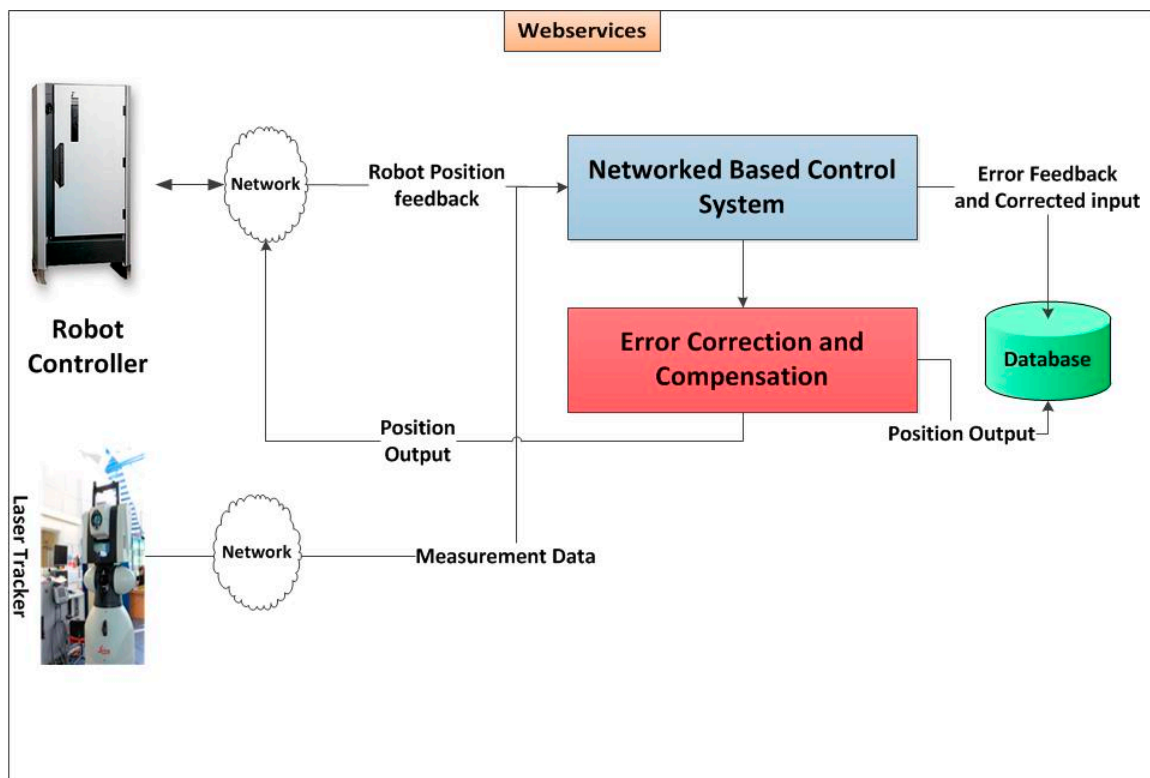 Webservices
Network
Robot Position
feedback
Networked Based Control
System
Error Feedback
and Corrected input
Robot
Controller
Error Correction and
Compensation
Database
Position
Output
Position Output
Laser Tracker
Network
Measurement Data